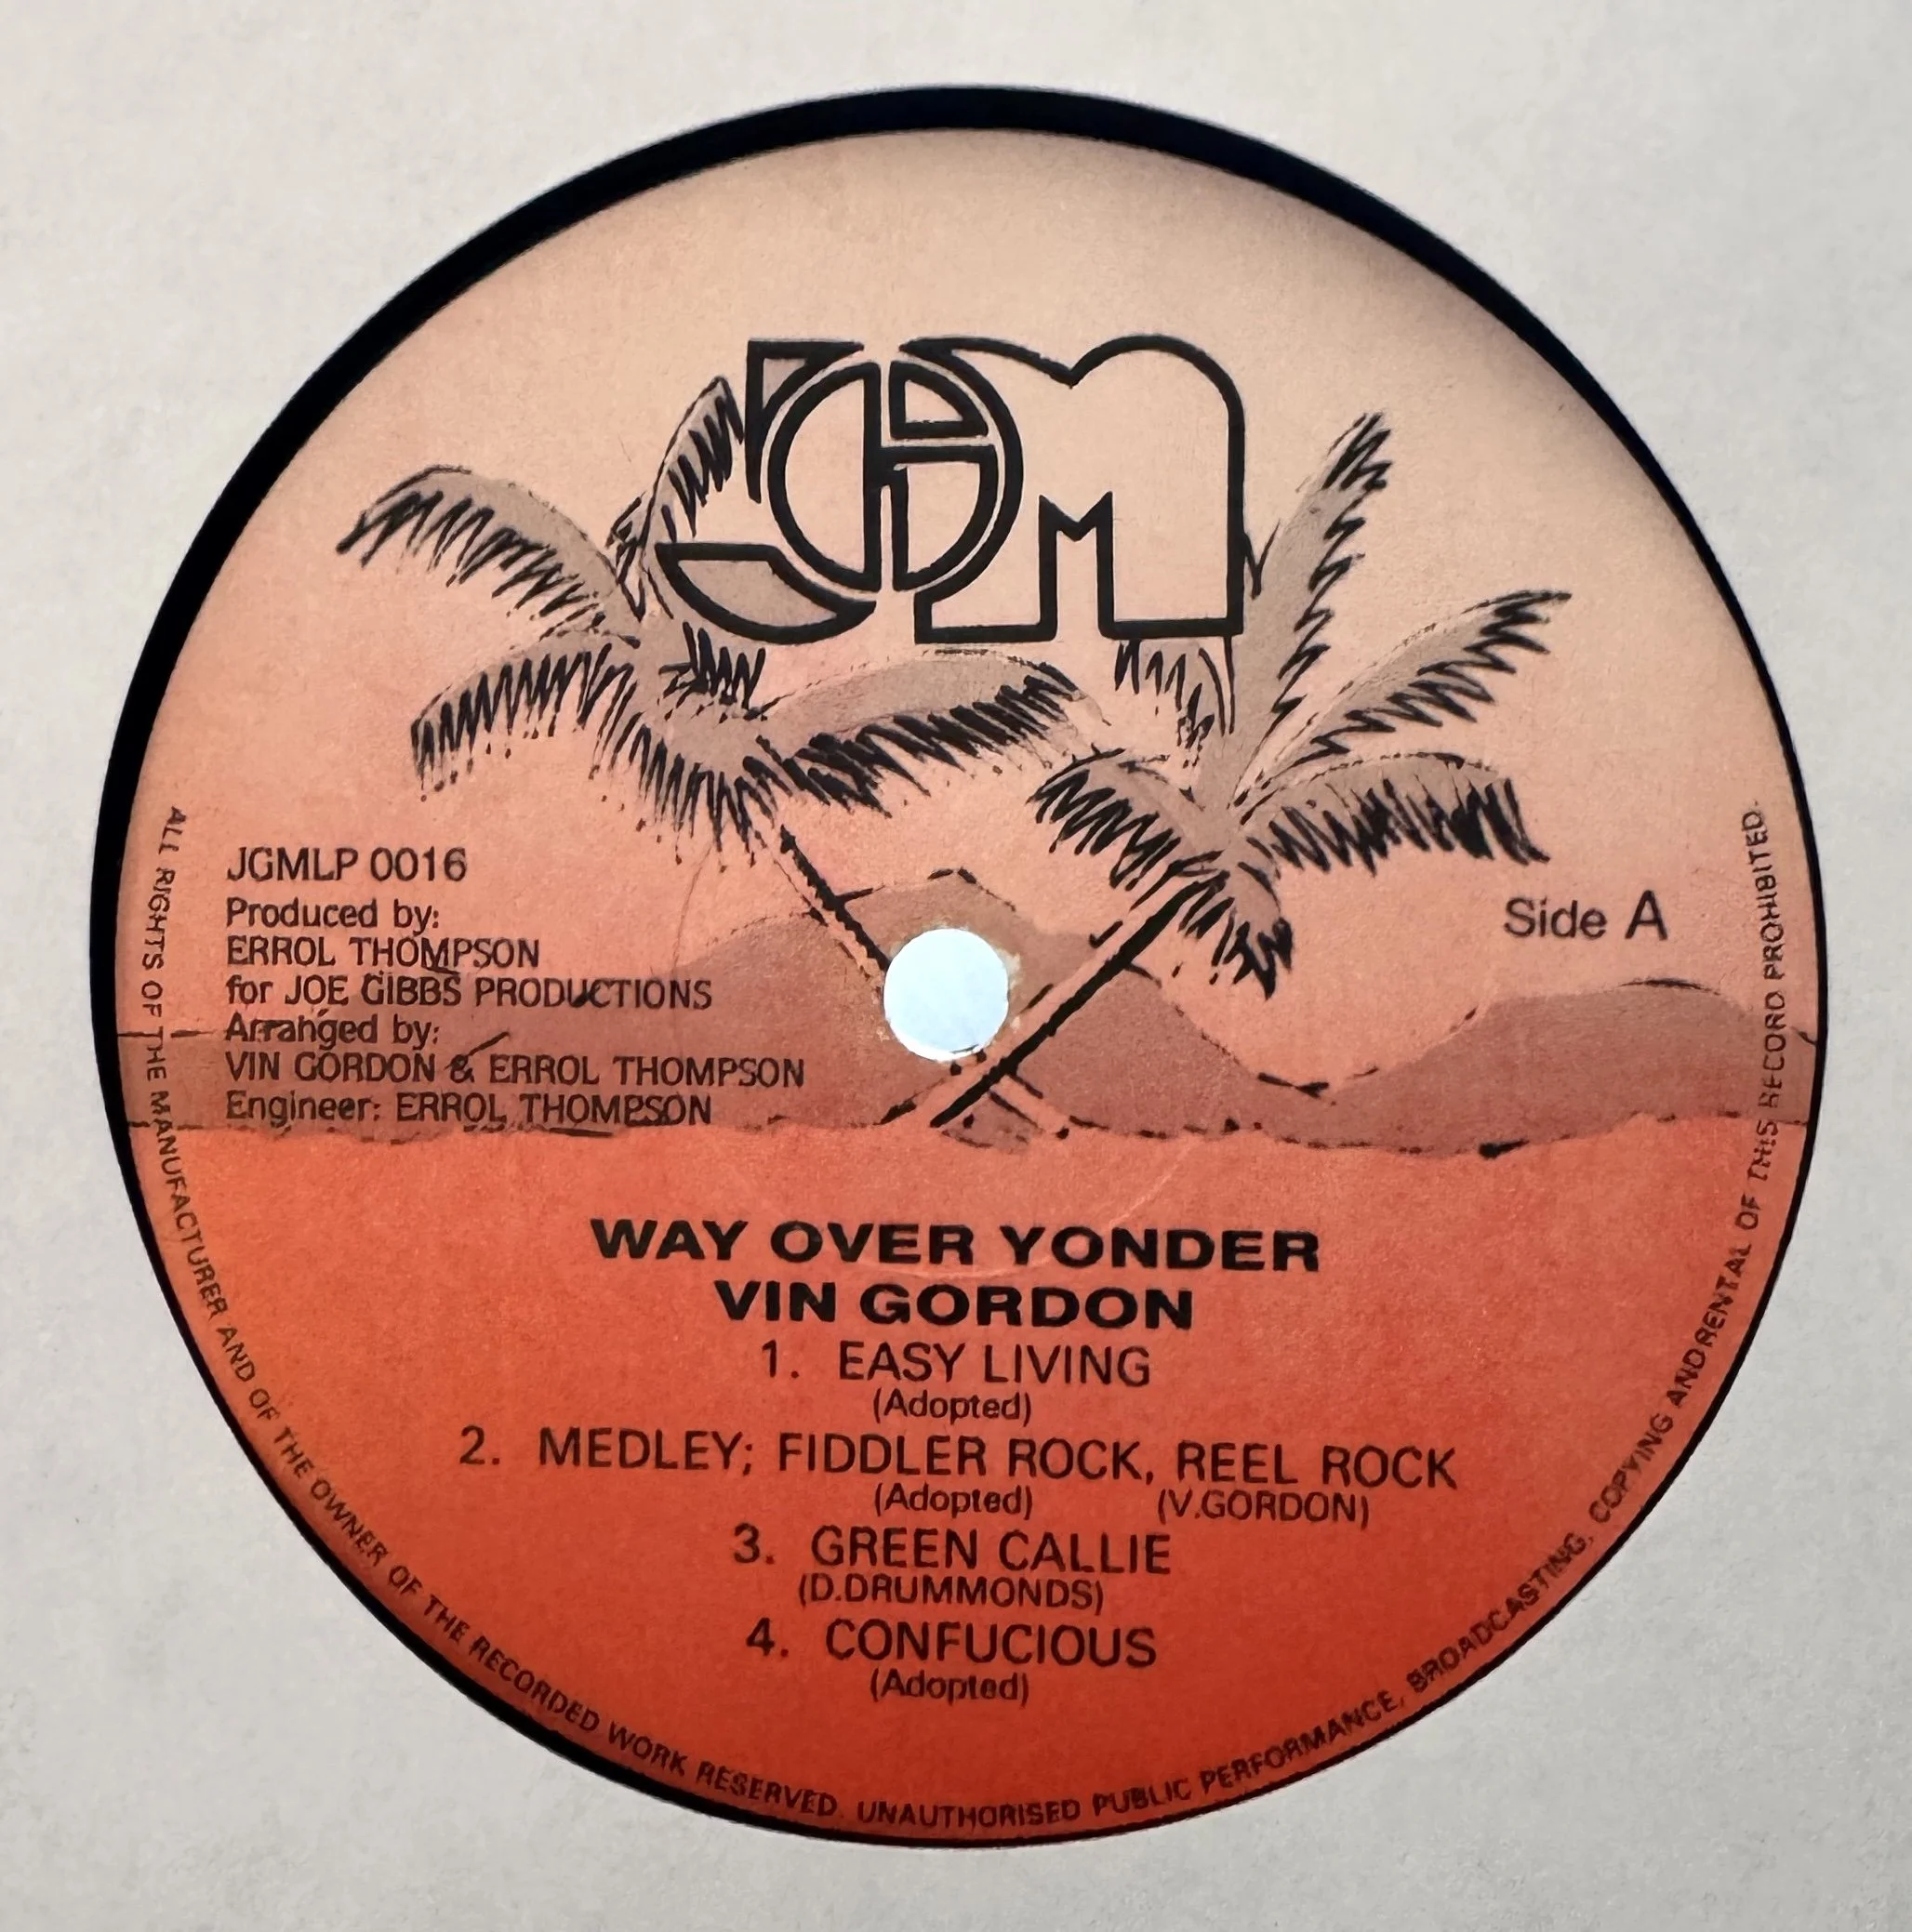 JGM
JGMLP 0016
Produced by:
ERROL THOMPSON
for JOE GIBBS PRODUCTIONS
Arranged by:
VIN GORDON & ERROL THOMPSON
Engineer: ERROL THOMPSON
Side A
WAY OVER YONDER
VIN GORDON
1. EASY LIVING
(Adopted)
2. MEDLEY; FIDDLER ROCK, REEL ROCK
(Adopted) (V.GORDON)
3. GREEN CALLIE
(D.DRUMMONDS)
4. CONFUCIOUS
(Adopted)
ALL RIGHTS OF THE MANUFACTURER AND OF THE OWNER OF THE RECORDED WORK RESERVED. UNAUTHORISED PUBLIC PERFORMANCE, BROADCASTING, COPYING ANDRENTAL OF THIS RECORD PROHIBITED.